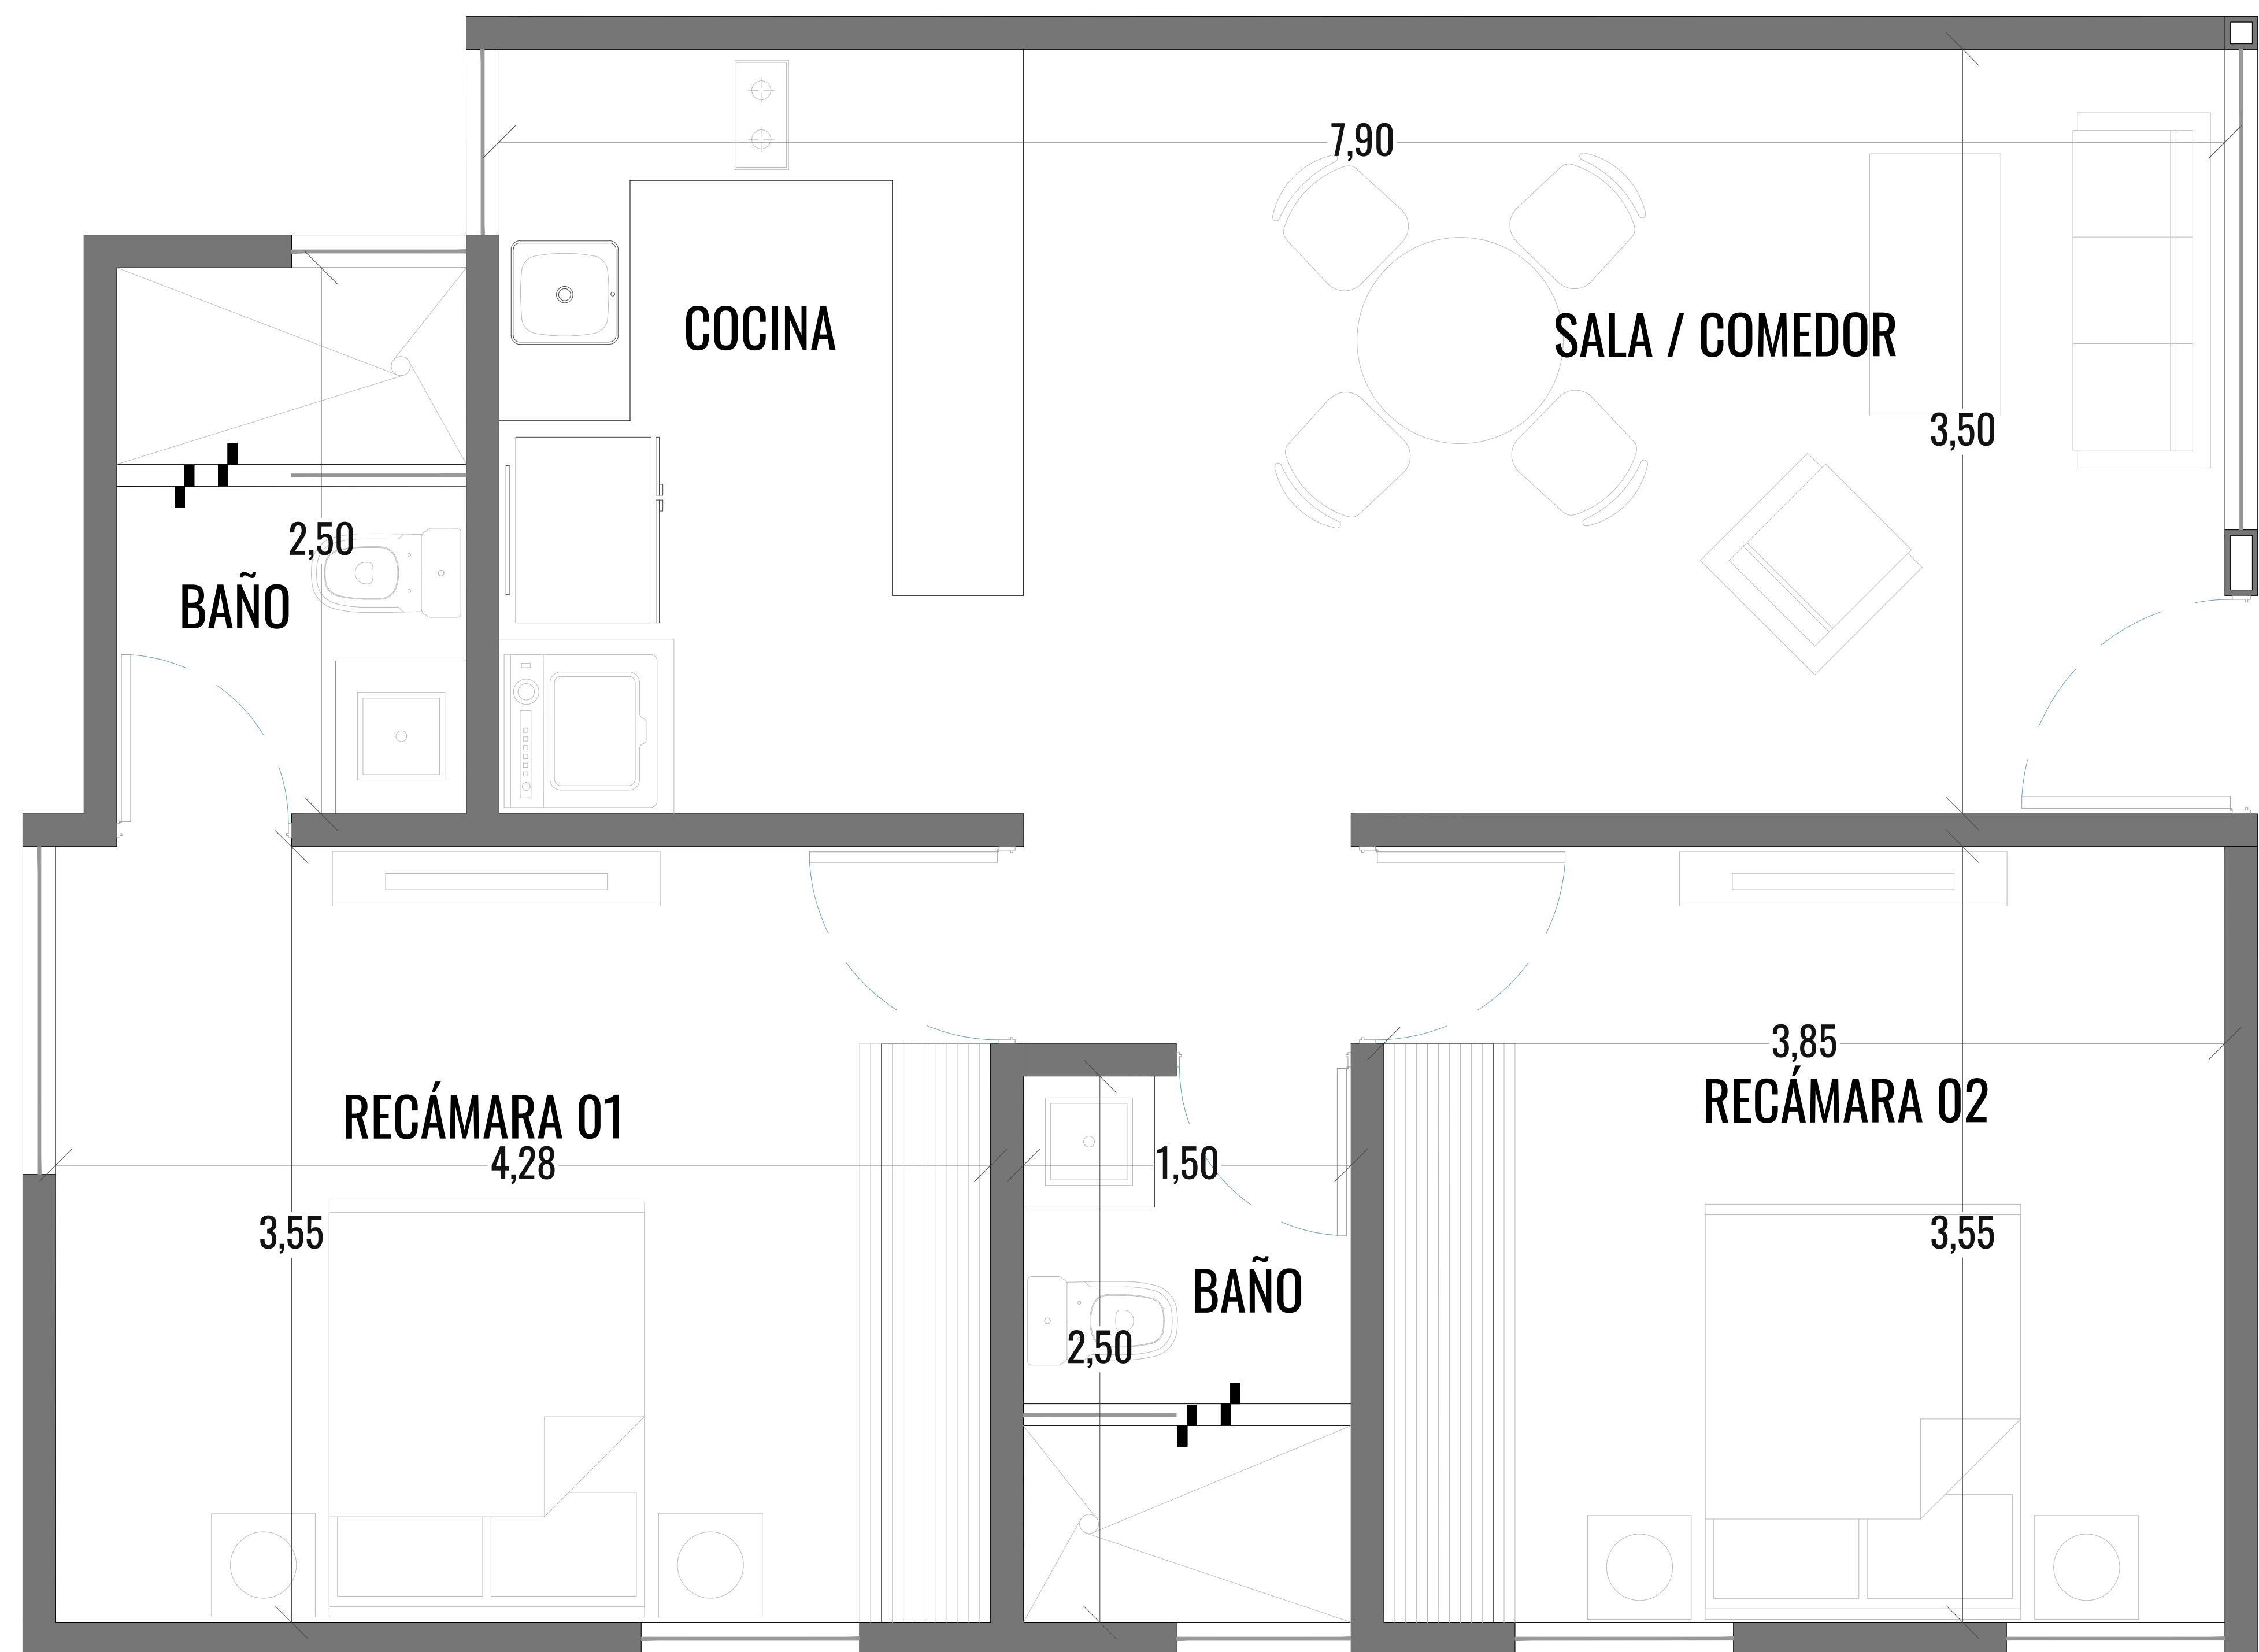 7,90
COCINA
SALA / COMEDOR
3,50
2,50
BAÑO
3,85
RECÁMARA 01
RECÁMARA 02
4,28
1,50
3,55
3,55
BAÑO
2,50